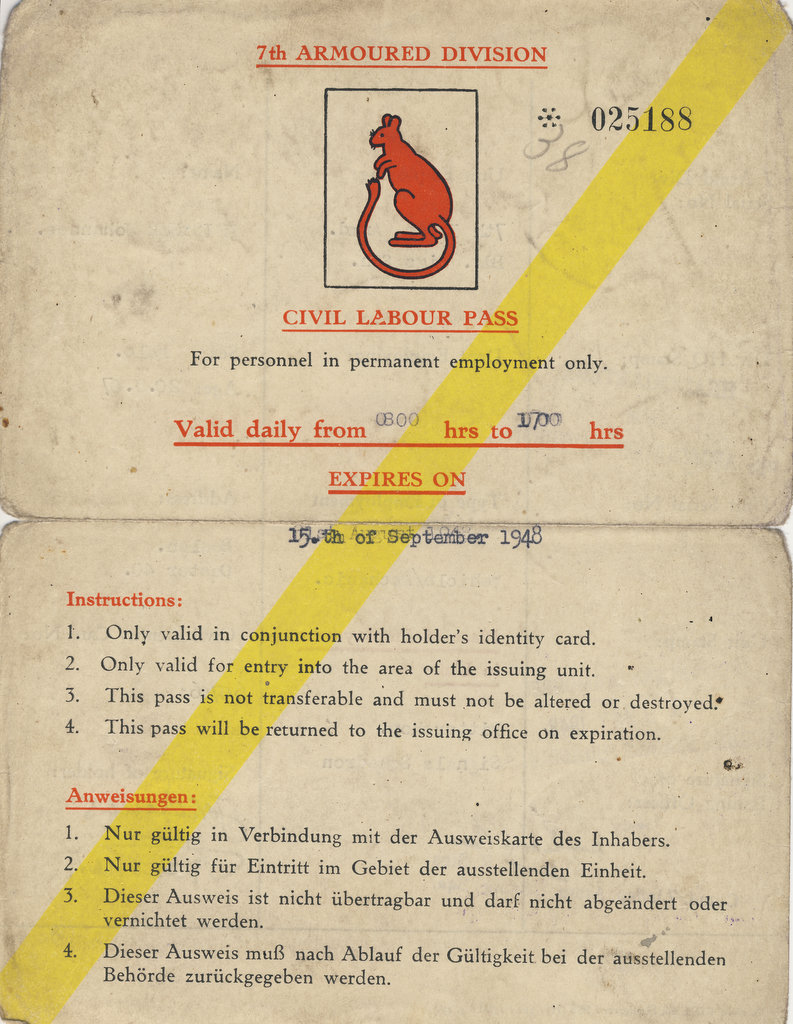 7th ARMOURED DIVISION
025188
38
CIVIL LABOUR PASS
For personnel in permanent employment only.
Valid daily from 0800 hrs to 1700 hrs
EXPIRES ON
15.th of September 1948
Instructions:
1. Only valid in conjunction with holder's identity card.
2. Only valid for entry into the area of the issuing unit.
3. This pass is not transferable and must not be altered or destroyed.
4. This pass will be returned to the issuing office on expiration.
Anweisungen:
1. Nur gültig in Verbindung mit der Ausweiskarte des Inhabers.
2. Nur gültig für Eintritt im Gebiet der ausstellenden Einheit.
3. Dieser Ausweis ist nicht übertragbar und darf nicht abgeändert oder
vernichtet werden.
4. Dieser Ausweis muß nach Ablauf der Gültigkeit bei der ausstellenden
Behörde zurückgegeben werden.